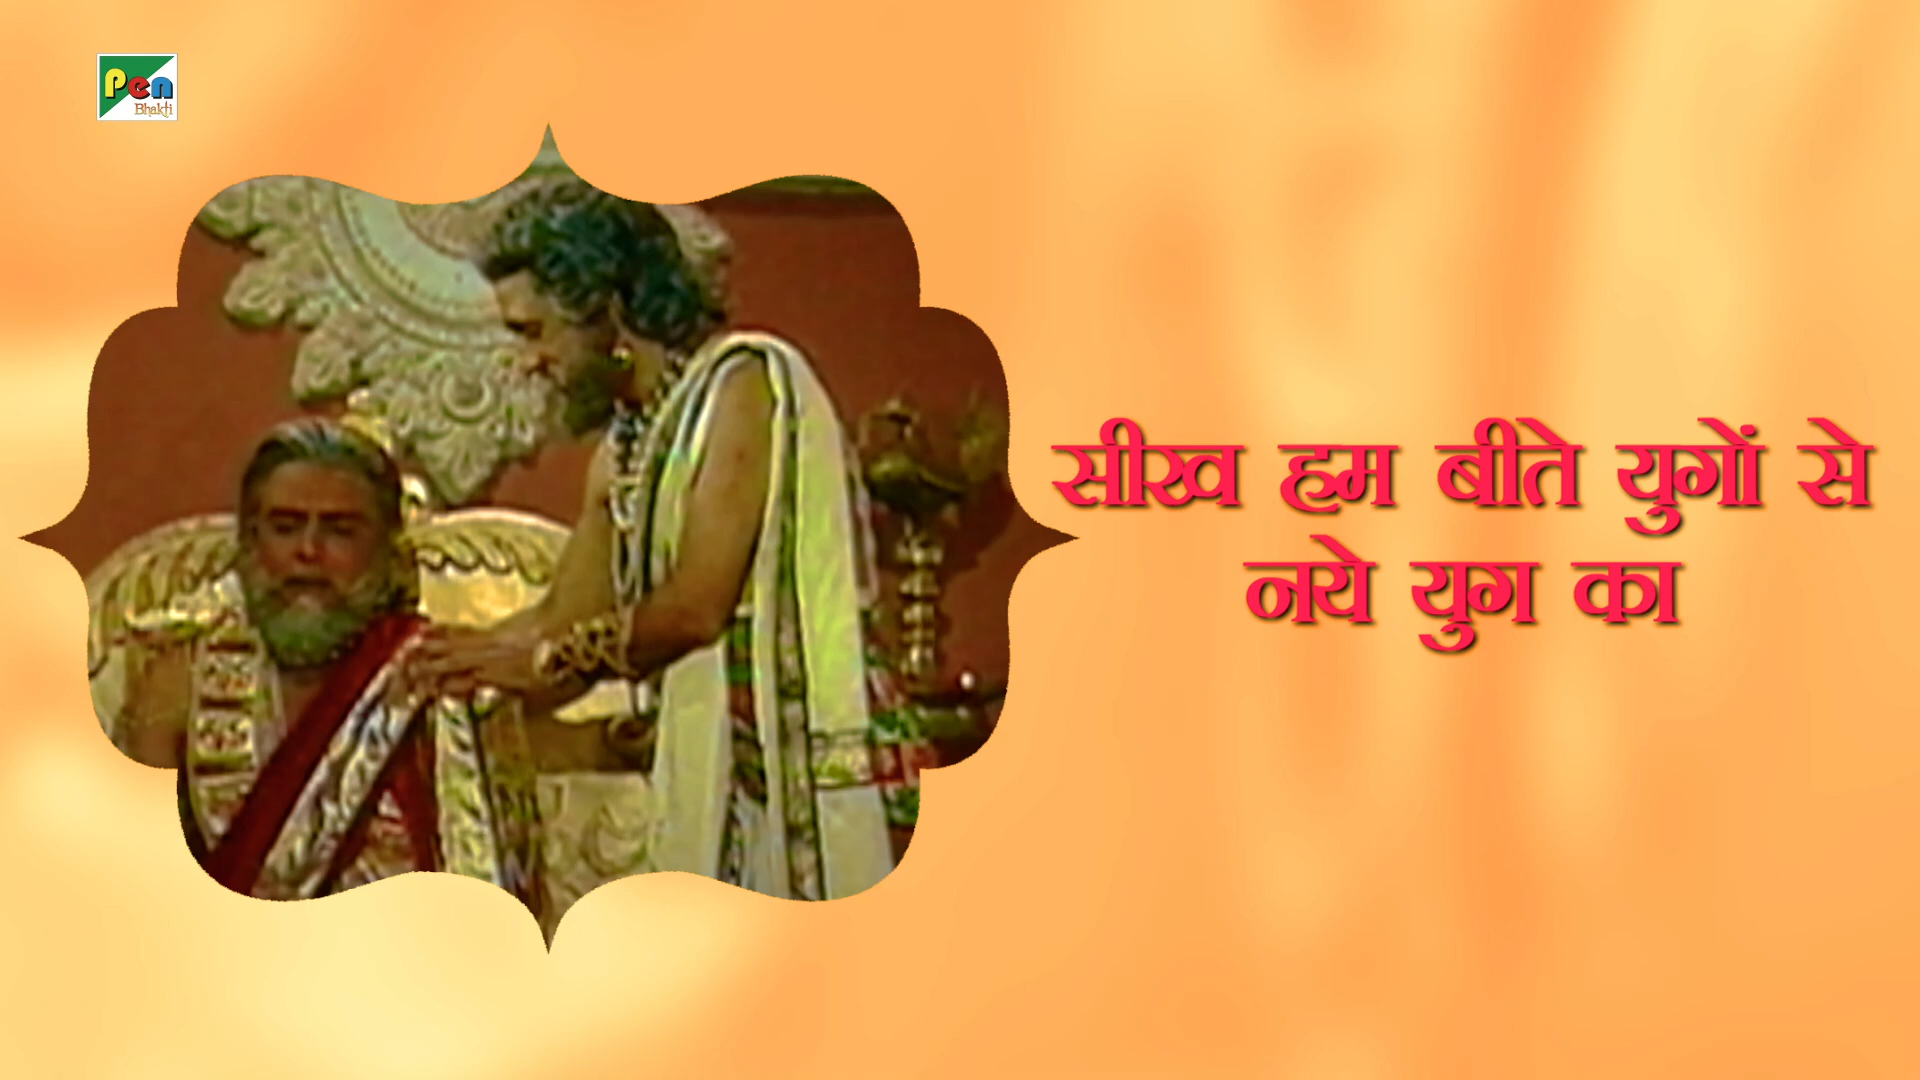 Pen
Bhakti
सीख हम बीते युगों से
नये युग का